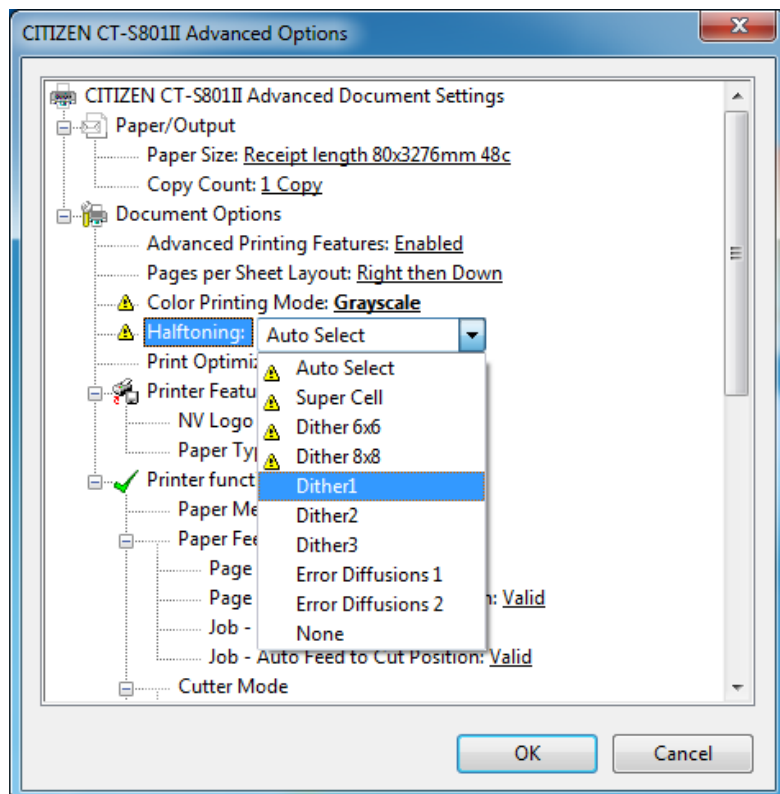 CITIZEN CT-S801II Advanced Options
CITIZEN CT-S801II Advanced Document Settings
Paper/Output
Paper Size: Receipt length 80x3276mm 48c
Copy Count: 1 Copy
Document Options
Advanced Printing Features: Enabled
Pages per Sheet Layout: Right then Down
Color Printing Mode: Grayscale
Halftoning: Auto Select
Print Optimiz
Auto Select
Printer Featu
Super Cell
NV Logo
Dither 6x6
Paper Typ
Dither 8x8
Printer funct
Dither1
Paper Me
Dither2
Paper Fee
Dither3
Page
Error Diffusions 1
Page
Error Diffusions 2
n: Valid
Job -
None
Job - Auto Feed to Cut Position: Valid
Cutter Mode
OK
Cancel